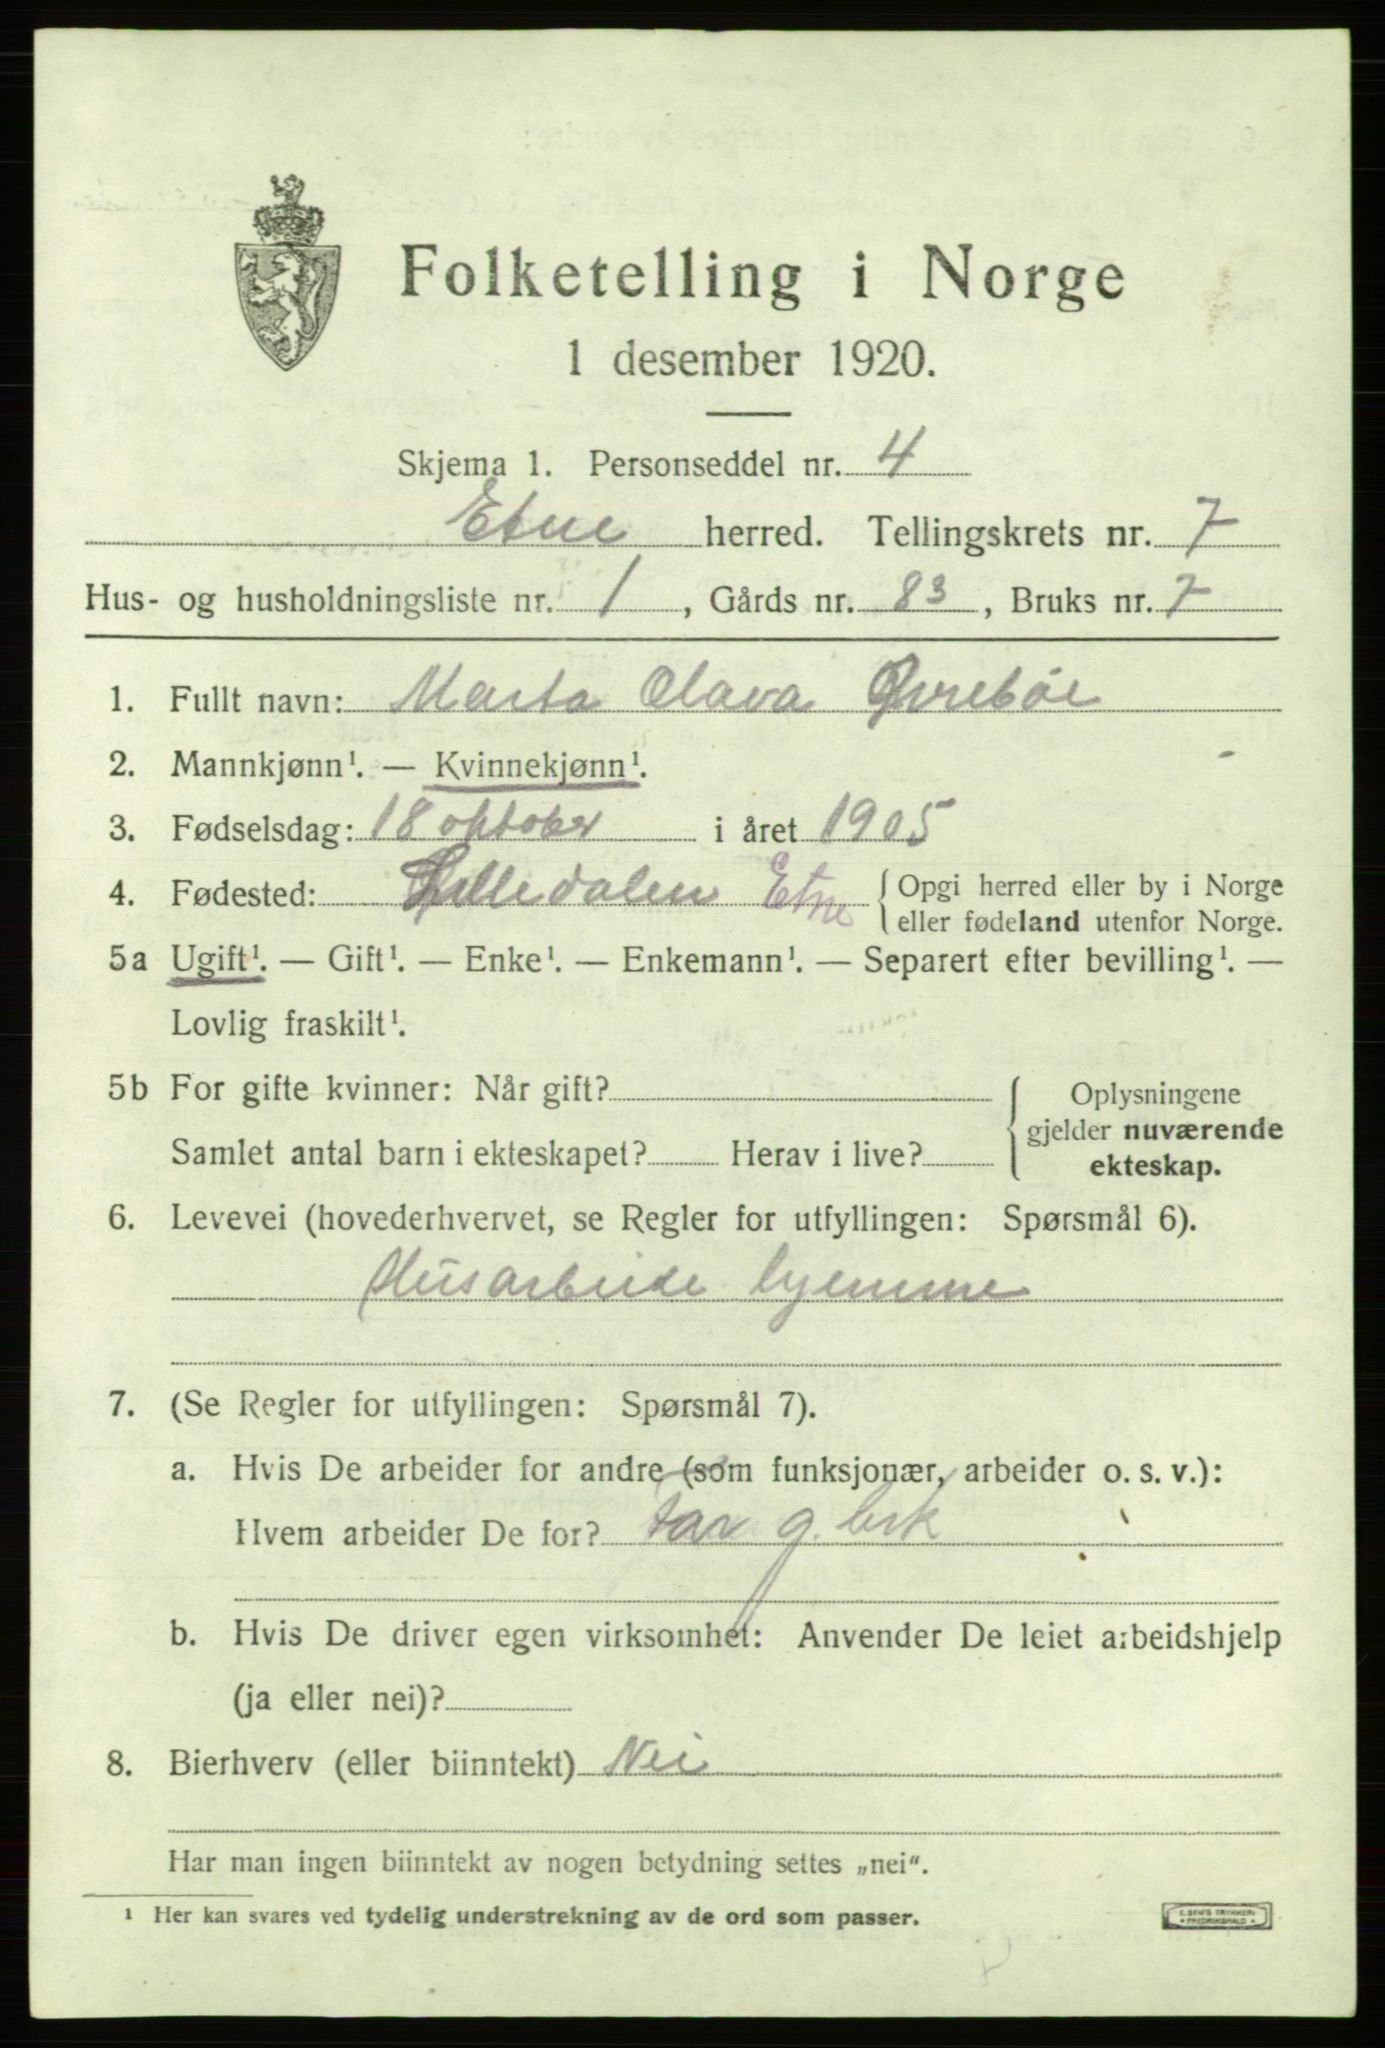 Folketelling i Norge
1 desember 1920.
Skjema 1. Personseddel nr. 4
Etne herred. Tellingskrets nr. 7
Hus- og husholdningsliste nr. 1, Gårds nr. 83, Bruks nr. 7
1. Fullt navn: Marta Olava Øvreböe
2. Mannkjønn¹. — Kvinnekjønn¹.
3. Fødselsdag: 18 oktober i året 1905
4. Fødested: Litledalen Etne { Opgi herred eller by i Norge
eller fødeland utenfor Norge.
5a Ugift¹. — Gift¹. — Enke¹. — Enkemann¹. — Separert efter bevilling¹. —
Lovlig fraskilt¹.
5b For gifte kvinner: Når gift? { Oplysningene
gjelder nuværende
Samlet antal barn i ekteskapet? Herav i live?
ekteskap.
6. Levevei (hovederhvervet, se Regler for utfyllingen: Spørsmål 6).
Husarbeide hjemme
7. (Se Regler for utfyllingen: Spørsmål 7).
a. Hvis De arbeider for andre (som funksjonær, arbeider o. s. v.):
Hvem arbeider De for? Far g. brk
b. Hvis De driver egen virksomhet: Anvender De leiet arbeidshjelp
(ja eller nei)?
8. Bierhverv (eller biinntekt) Nei
Har man ingen biinntekt av nogen betydning settes „nei“.
¹ Her kan svares ved tydelig understrekning av de ord som passer.